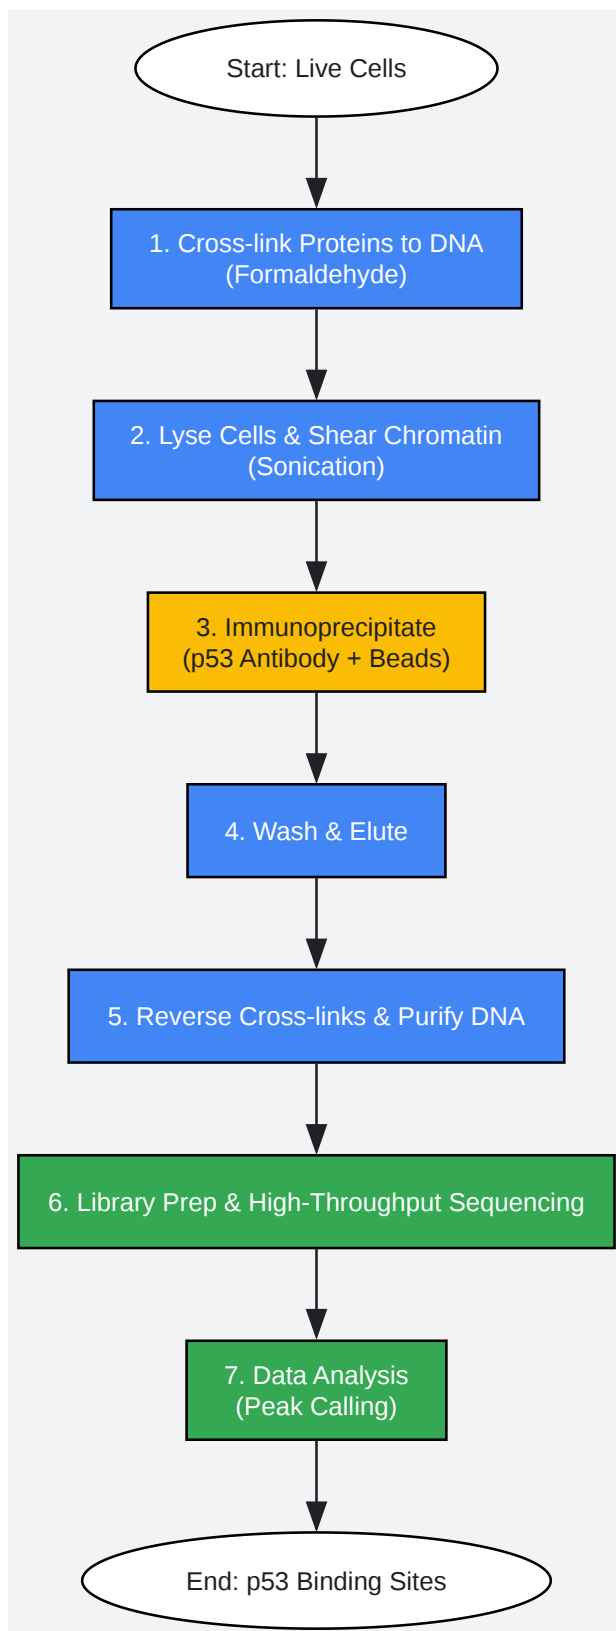 Start: Live Cells
1. Cross-link Proteins to DNA
(Formaldehyde)
2. Lyse Cells & Shear Chromatin
(Sonication)
3. Immunoprecipitate
(p53 Antibody + Beads)
4. Wash & Elute
5. Reverse Cross-links & Purify DNA
6. Library Prep & High-Throughput Sequencing
7. Data Analysis
(Peak Calling)
End: p53 Binding Sites